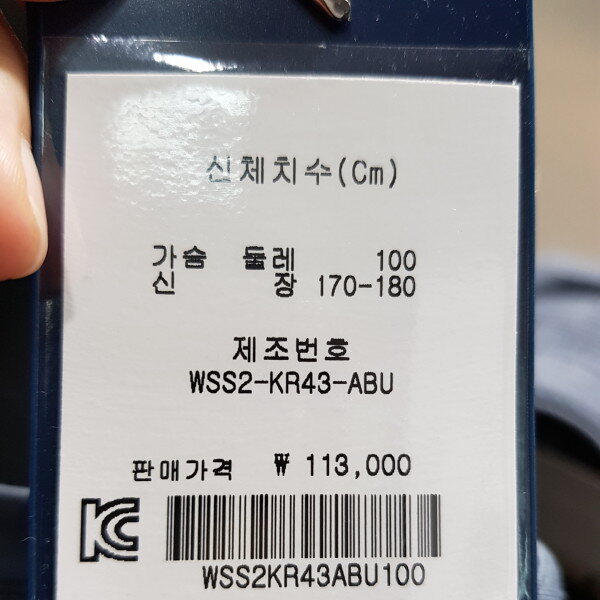 신체치수(Cm)
가슴 둘레 100
신 장 170-180
제조번호
WSS2-KR43-ABU
판매가격 ₩ 113,000
KC
WSS2KR43ABU100